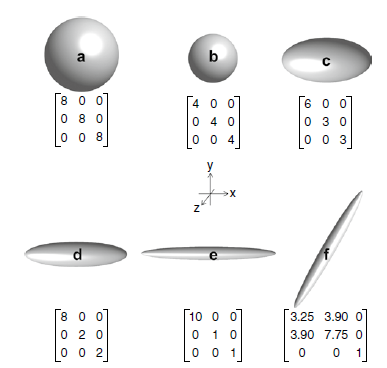 a b c
8 0 0 4 0 0 6 0 0
0 8 0 0 4 0 0 3 0
0 0 8 0 0 4 0 0 3
y
x
z
d e f
8 0 0 10 0 0 3.25 3.90 0
0 2 0 0 1 0 3.90 7.75 0
0 0 2 0 0 1 0 0 1